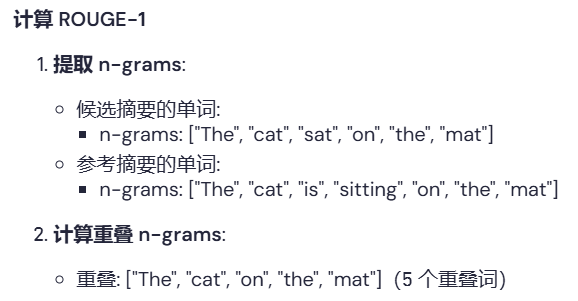 计算 ROUGE-1
1. 提取 n-grams:
候选摘要的单词:
n-grams: ["The", "cat", "sat", "on", "the", "mat"]
参考摘要的单词:
n-grams: ["The", "cat", "is", "sitting", "on", "the", "mat"]
2. 计算重叠 n-grams:
重叠: ["The", "cat", "on", "the", "mat"] (5 个重叠词)